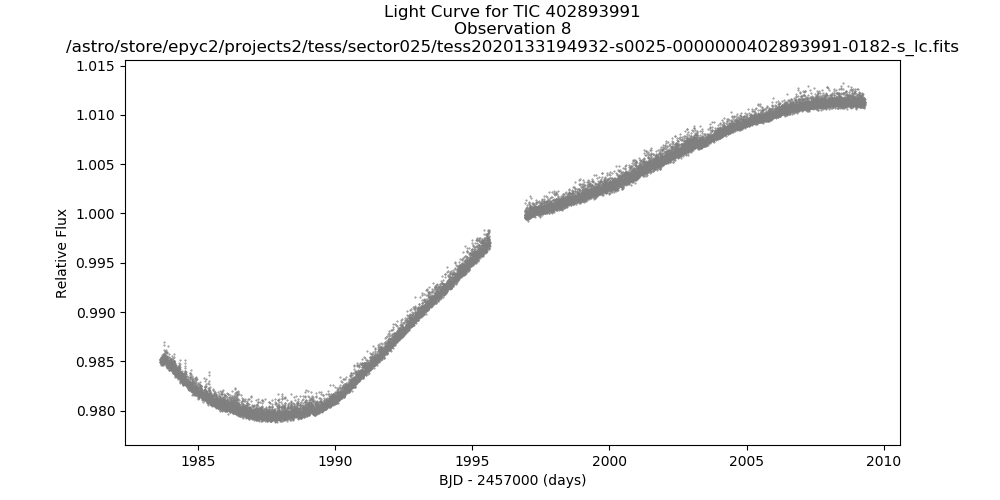 Light Curve for TIC 402893991
Observation 8
/astro/store/epyc2/projects2/tess/sector025/tess2020133194932-s0025-0000000402893991-0182-s_lc.fits
1.015
1.010
1.005
1.000
0.995
0.990
0.985
0.980
Relative Flux
1985
1990
1995
2000
2005
2010
BJD - 2457000 (days)